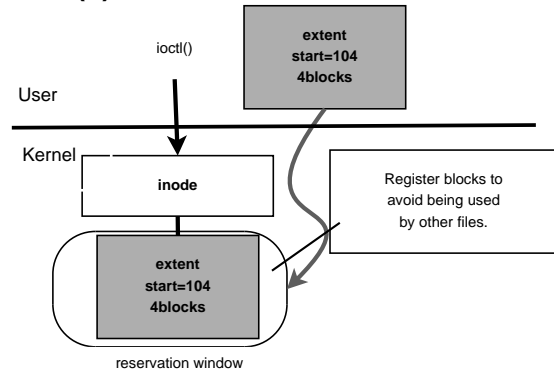 extent
start=104
4blocks
ioctl()
User
Kernel
inode
Register blocks to
avoid being used
by other files.
extent
start=104
4blocks
reservation window